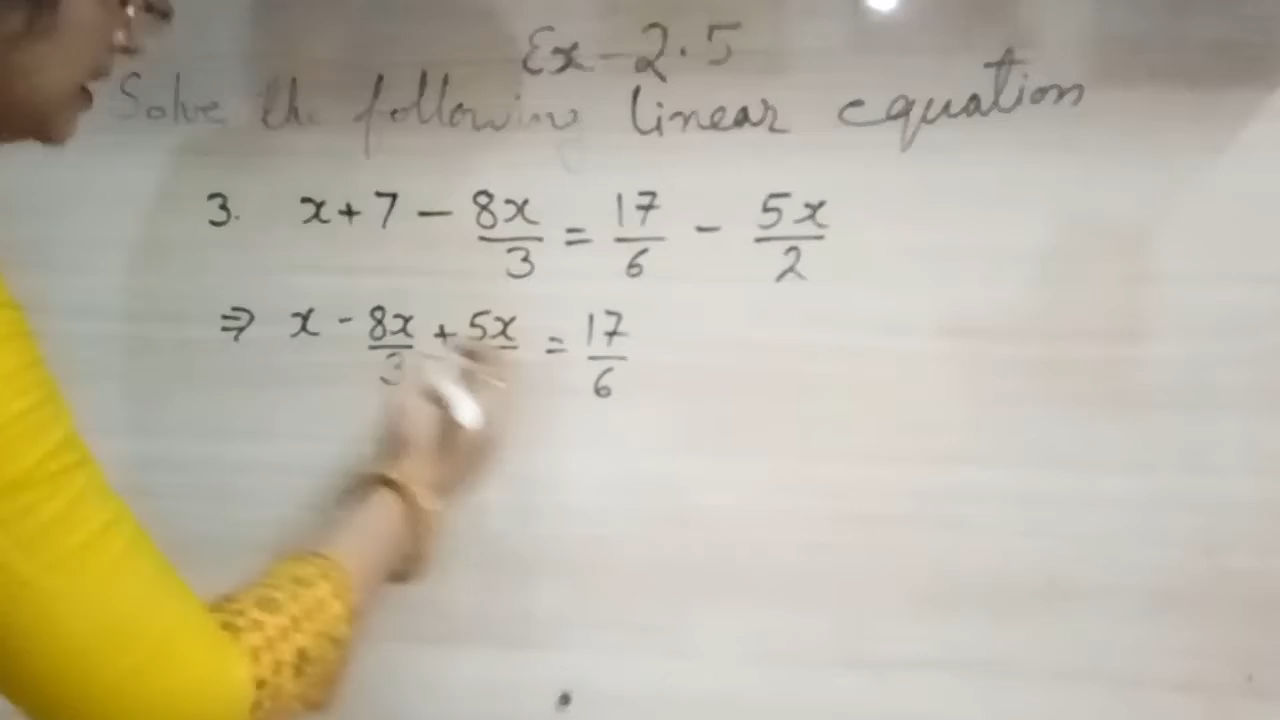 Ex - 2.5
Solve the following linear equation
3. x + 7 - 8x/3 = 17/6 - 5x/2
⇒ x - 8x/3 + 5x = 17/6